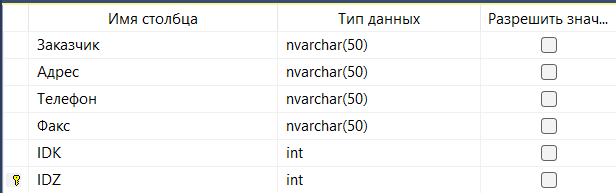 Имя столбца Тип данных Разрешить знач...
Заказчик nvarchar(50)
Адрес nvarchar(50)
Телефон nvarchar(50)
Факс nvarchar(50)
IDK int
IDZ int